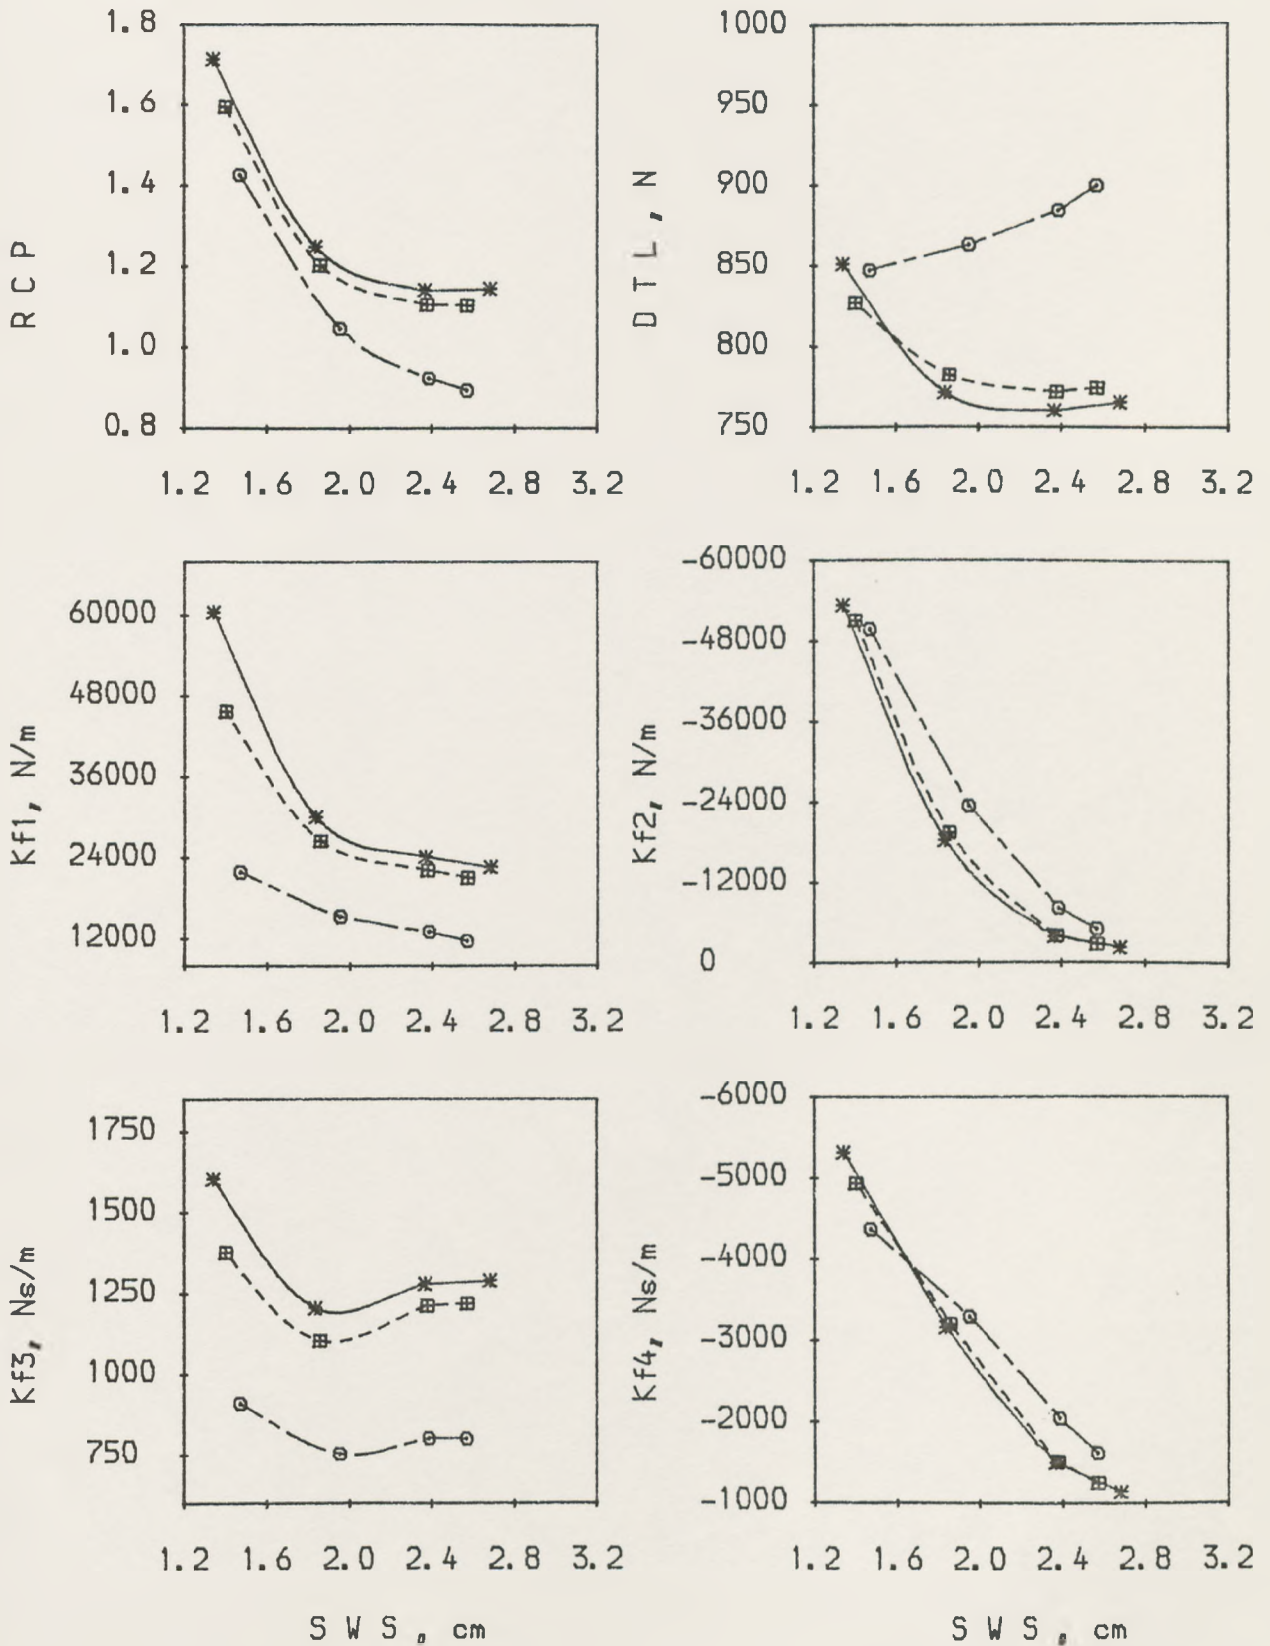 R C P
1.8
1.6
1.4
1.2
1.0
0.8
1.2 1.6 2.0 2.4 2.8 3.2
D T L, N
1000
950
900
850
800
750
1.2 1.6 2.0 2.4 2.8 3.2
Kf1, N/m
60000
48000
36000
24000
12000
1.2 1.6 2.0 2.4 2.8 3.2
Kf2, N/m
-60000
-48000
-36000
-24000
-12000
0
1.2 1.6 2.0 2.4 2.8 3.2
Kf3, Ns/m
1750
1500
1250
1000
750
1.2 1.6 2.0 2.4 2.8 3.2
S W S, cm
Kf4, Ns/m
-6000
-5000
-4000
-3000
-2000
-1000
1.2 1.6 2.0 2.4 2.8 3.2
S W S, cm